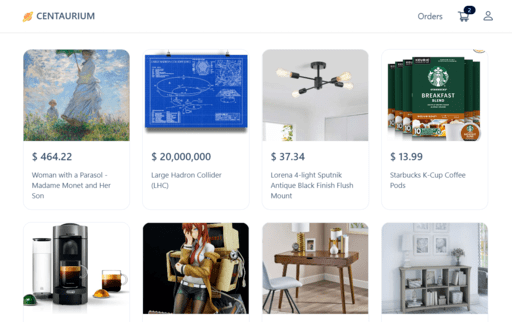 CENTAURIUM
Orders
2
STARBUCKS
BREAKFAST
BLEND
10
$ 464.22
$ 20,000,000
$ 37.34
$ 13.99
Woman with a Parasol -
Madame Monet and Her
Son
Large Hadron Collider
(LHC)
Lorena 4-light Sputnik
Antique Black Finish Flush
Mount
Starbucks K-Cup Coffee
Pods